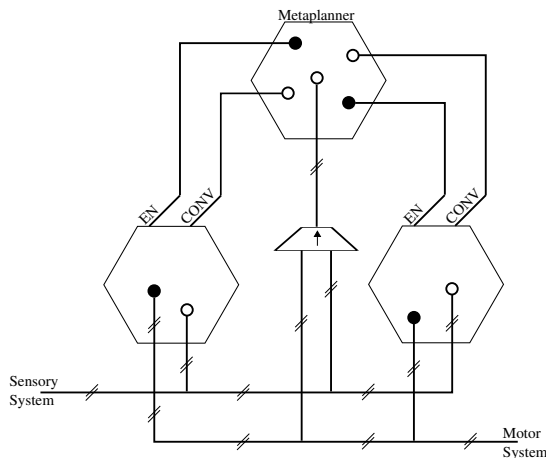 Metaplanner
EN
CONV
EN
CONV
Sensory
System
Motor
System